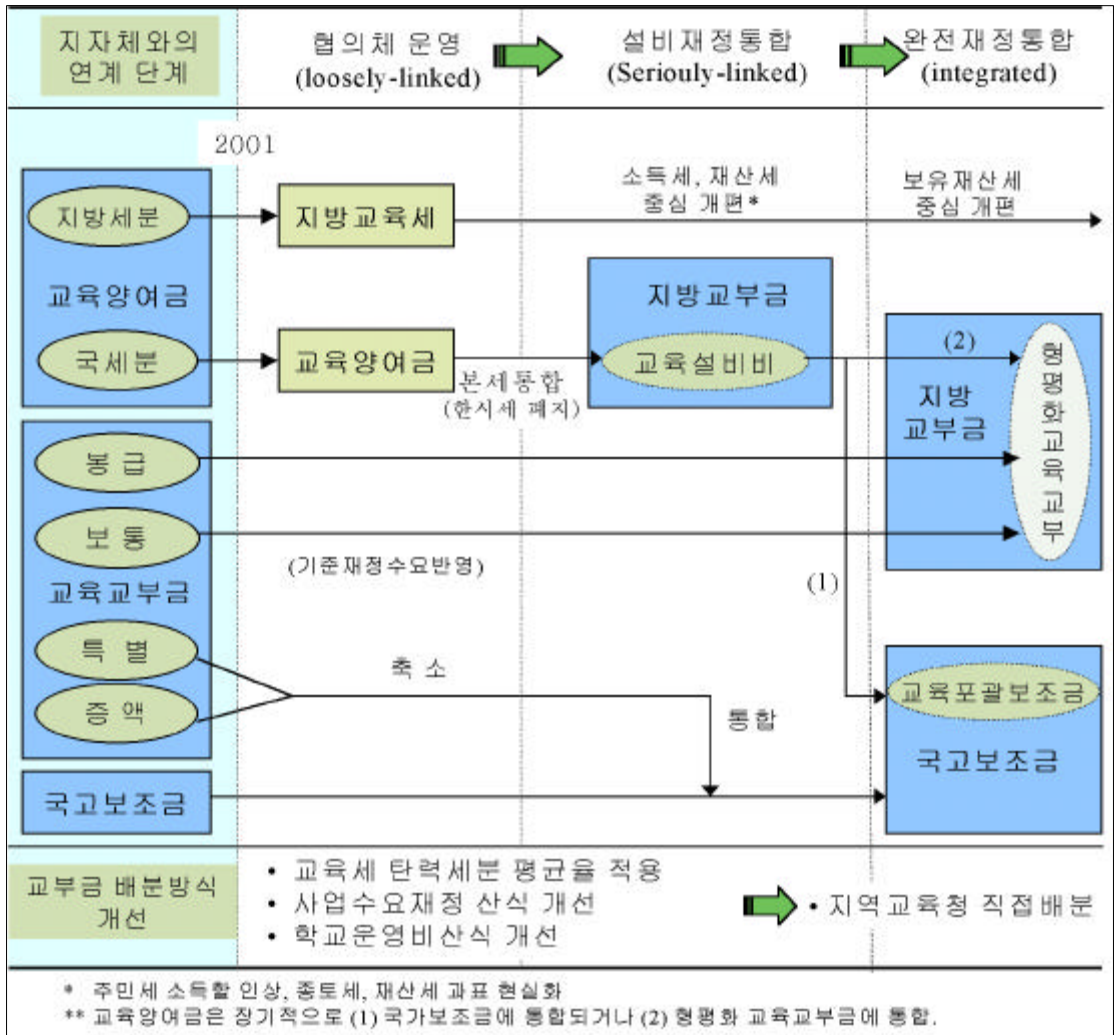 지자체와의
연계 단계
협의체 운영
(loosely-linked)
설비재정통합
(Seriouly-linked)
완전재정통합
(integrated)
2001
지방세분
교육양여금
국세분
지방교육세
소득세, 재산세
중심 개편*
보유재산세
중심 개편
교육양여금
본세통합
(한시세 폐지)
지방교부금
교육설비비
(2)
지방
교부금
형평화교육교부
봉급
보통
교육교부금
특별
증액
(기준재정수요반영)
(1)
축소
통합
교육포괄보조금
국고보조금
국고보조금
교부금 배분방식
개선
• 교육세 탄력세분 평균율 적용
• 사업수요재정 산식 개선
• 학교운영비산식 개선
• 지역교육청 직접배분
* 주민세 소득할 인상, 종토세, 재산세 과표 현실화
** 교육양여금은 장기적으로 (1) 국가보조금에 통합되거나 (2) 형평화 교육교부금에 통합.